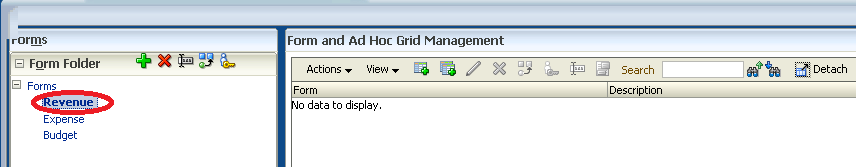 Forms
Form Folder
Forms
Revenue
Expense
Budget
Form and Ad Hoc Grid Management
Actions View Search Detach
Form Description
No data to display.